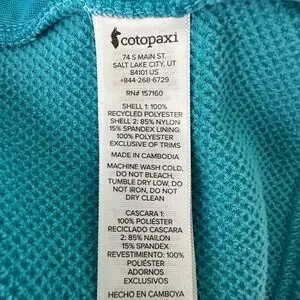 cotopaxi
74 S MAIN ST.
SALT LAKE CITY, UT
84101 US
+844-268-6729
RN# 157160
SHELL 1: 100%
RECYCLED POLYESTER
SHELL 2: 85% NYLON
15% SPANDEX LINING:
100% POLYESTER
EXCLUSIVE OF TRIMS
MADE IN CAMBODIA
MACHINE WASH COLD,
DO NOT BLEACH,
TUMBLE DRY LOW, DO
NOT IRON, DO NOT
DRY CLEAN
CASCARA 1:
100% POLIÉSTER
RECICLADO CASCARA
2: 85% NAILON
15% SPANDEX
REVESTIMIENTO: 100%
POLIÉSTER
ADORNOS
EXCLUSIVOS
HECHO EN CAMBOYA